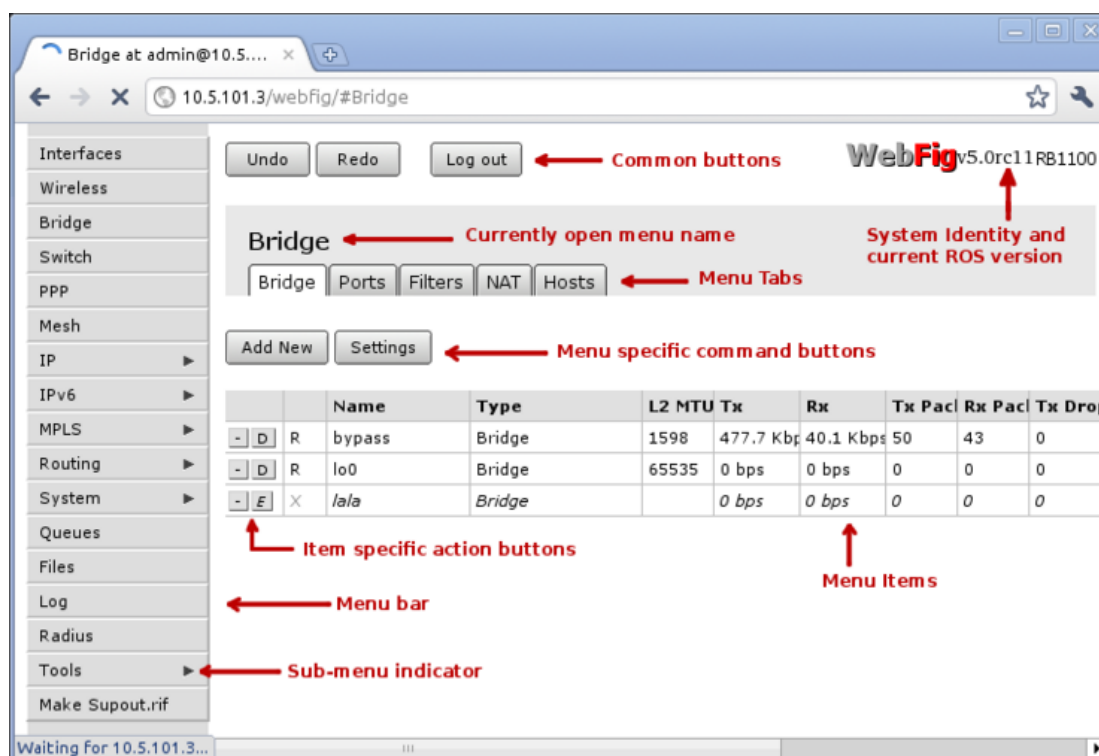 Bridge at admin@10.5....
10.5.101.3/webfig/#Bridge
Interfaces
Wireless
Bridge
Switch
PPP
Mesh
IP
IPv6
MPLS
Routing
System
Queues
Files
Log
Radius
Tools
Make Supout.rif
Undo Redo Log out Common buttons
WebFig v5.0rc11 RB1100
Bridge Currently open menu name
System Identity and
current ROS version
Bridge Ports Filters NAT Hosts Menu Tabs
Add New Settings Menu specific command buttons
Name Type L2 MTU Tx Rx Tx Pac Rx Pac Tx Dro
- D R bypass Bridge 1598 477.7 Kbp 40.1 Kbps 50 43 0
- D R lo0 Bridge 65535 0 bps 0 bps 0 0 0
- E X lala Bridge 0 bps 0 bps 0 0 0
Item specific action buttons
Menu Items
Menu bar
Sub-menu indicator
Waiting for 10.5.101.3...